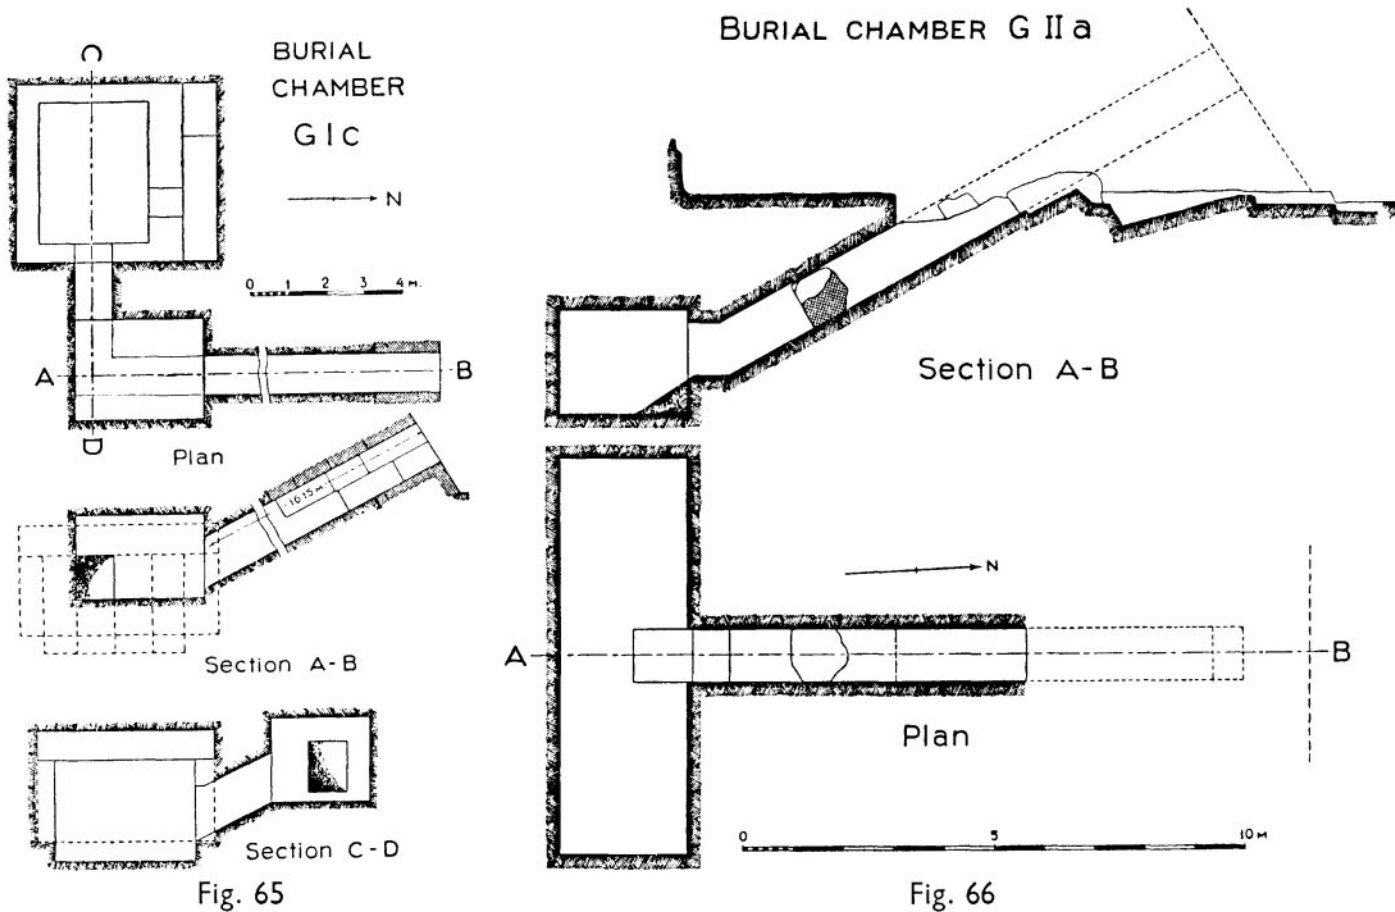 BURIAL
CHAMBER
G I c
N
0 1 2 3 4 M.
C
A
B
D
Plan
16.15 M.
Section A-B
Section C-D
Fig. 65
BURIAL CHAMBER G II a
Section A-B
N
A
B
Plan
0 5 10 M
Fig. 66